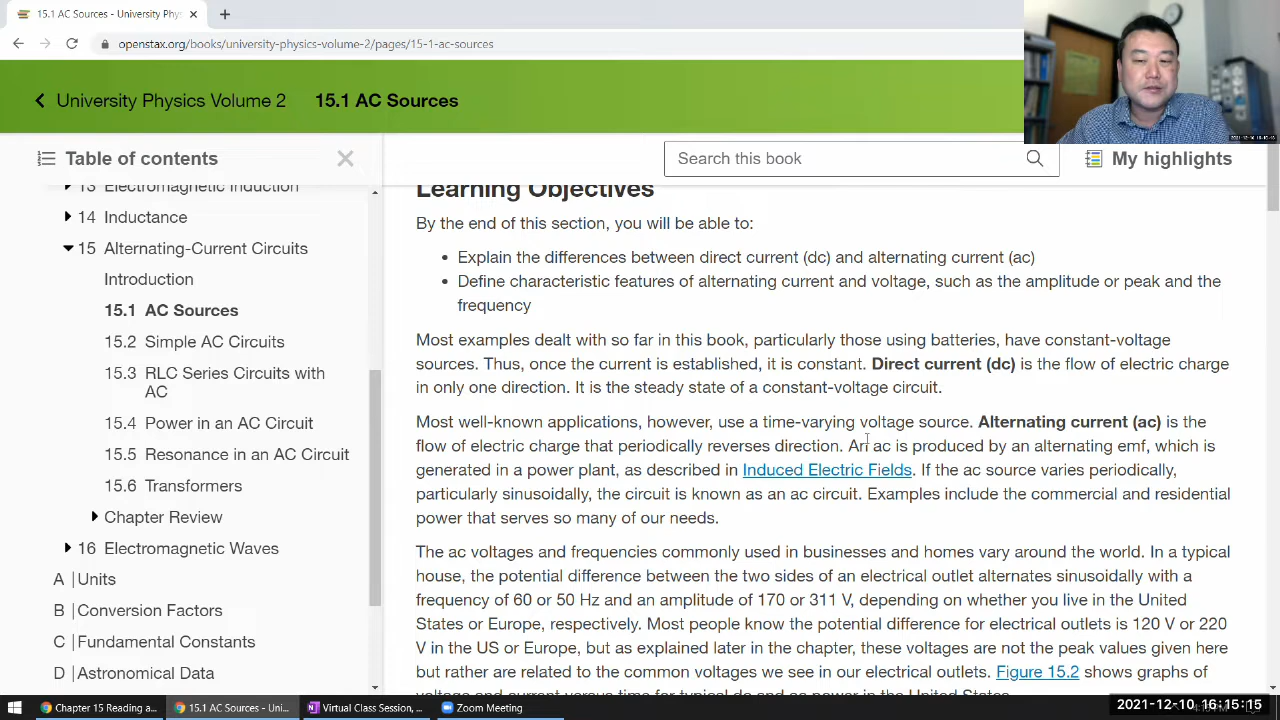 15.1 AC Sources - University Phy
openstax.org/books/university-physics-volume-2/pages/15-1-ac-sources
University Physics Volume 2
15.1 AC Sources
Table of contents
Search this book
My highlights
13 Electromagnetic Induction
14 Inductance
15 Alternating-Current Circuits
Introduction
15.1 AC Sources
15.2 Simple AC Circuits
15.3 RLC Series Circuits with
AC
15.4 Power in an AC Circuit
15.5 Resonance in an AC Circuit
15.6 Transformers
Chapter Review
16 Electromagnetic Waves
A |Units
B |Conversion Factors
C |Fundamental Constants
D |Astronomical Data
Learning Objectives
By the end of this section, you will be able to:
• Explain the differences between direct current (dc) and alternating current (ac)
• Define characteristic features of alternating current and voltage, such as the amplitude or peak and the
frequency
Most examples dealt with so far in this book, particularly those using batteries, have constant-voltage
sources. Thus, once the current is established, it is constant. Direct current (dc) is the flow of electric charge
in only one direction. It is the steady state of a constant-voltage circuit.
Most well-known applications, however, use a time-varying voltage source. Alternating current (ac) is the
flow of electric charge that periodically reverses direction. An ac is produced by an alternating emf, which is
generated in a power plant, as described in Induced Electric Fields. If the ac source varies periodically,
particularly sinusoidally, the circuit is known as an ac circuit. Examples include the commercial and residential
power that serves so many of our needs.
The ac voltages and frequencies commonly used in businesses and homes vary around the world. In a typical
house, the potential difference between the two sides of an electrical outlet alternates sinusoidally with a
frequency of 60 or 50 Hz and an amplitude of 170 or 311 V, depending on whether you live in the United
States or Europe, respectively. Most people know the potential difference for electrical outlets is 120 V or 220
V in the US or Europe, but as explained later in the chapter, these voltages are not the peak values given here
but rather are related to the common voltages we see in our electrical outlets. Figure 15.2 shows graphs of
voltage and current versus time for typical dc and ac power in the United States.
Chapter 15 Reading a...
15.1 AC Sources - Uni...
Virtual Class Session, ...
Zoom Meeting
2021-12-10 16:15:15